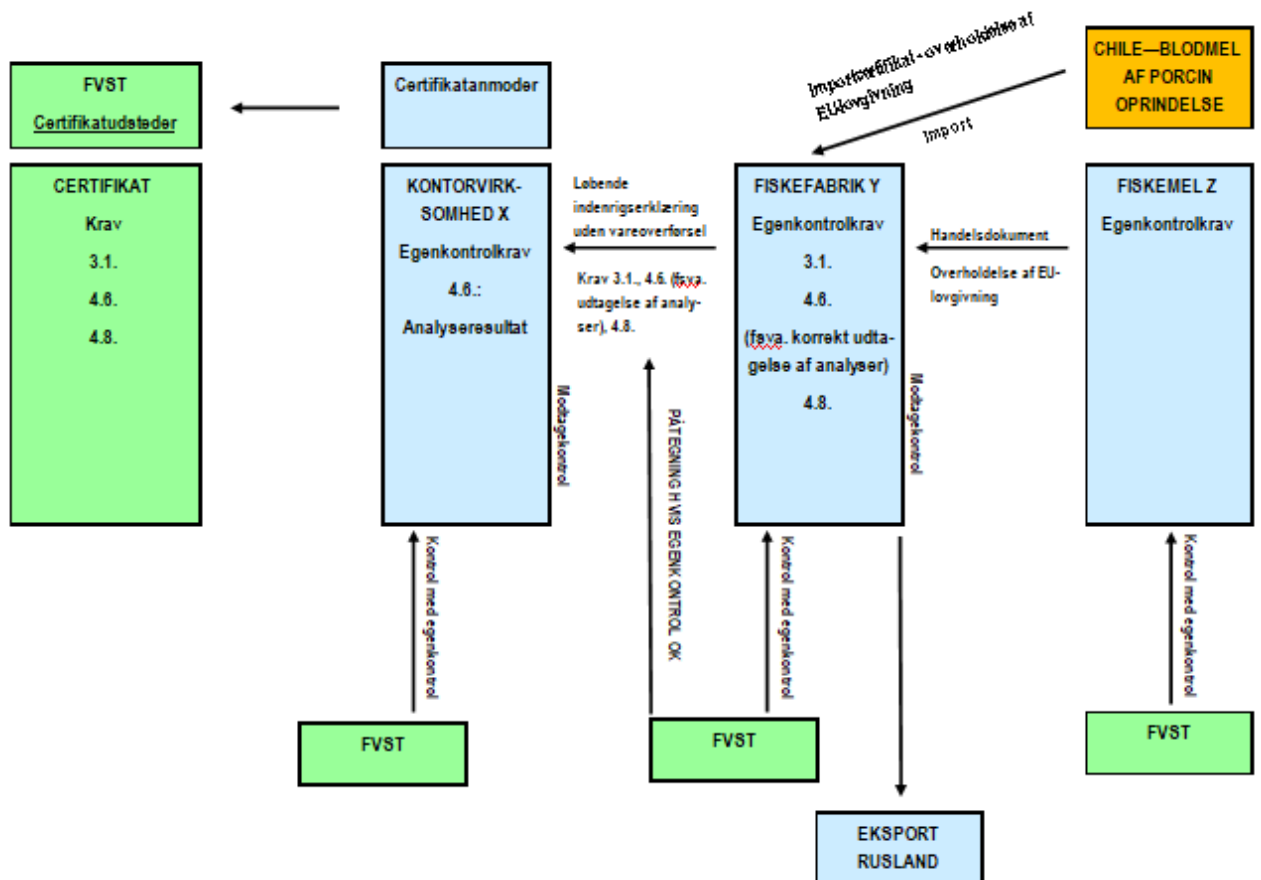 FVST
Certifikatudsteder
Certifikatanmoder
Importcertifikat - overholdelse af
EUlovgivning
Import
CHILE—BLODMEL
AF PORCIN
OPRINDELSE
CERTIFIKAT
Krav
3.1.
4.6.
4.8.
KONTORVIRK-
SOMHED X
Egenkontrolkrav
4.6.:
Analyseresultat
Modtagekontrol
Løbende
indenrigserklæring
uden vareoverførsel
Krav 3.1., 4.6. (fsva.
udtagelse af analy-
ser), 4.8.
PÅTEGNING HVIS EGENKONTROL OK
FISKEFABRIK Y
Egenkontrolkrav
3.1.
4.6.
(fsva. korrekt udta-
gelse af analyser)
4.8.
Modtagekontrol
Handelsdokument
Overholdelse af EU-
lovgivning
FISKEMEL Z
Egenkontrolkrav
Kontrol med egenkontrol
Kontrol med egenkontrol
Kontrol med egenkontrol
FVST
FVST
FVST
EKSPORT
RUSLAND